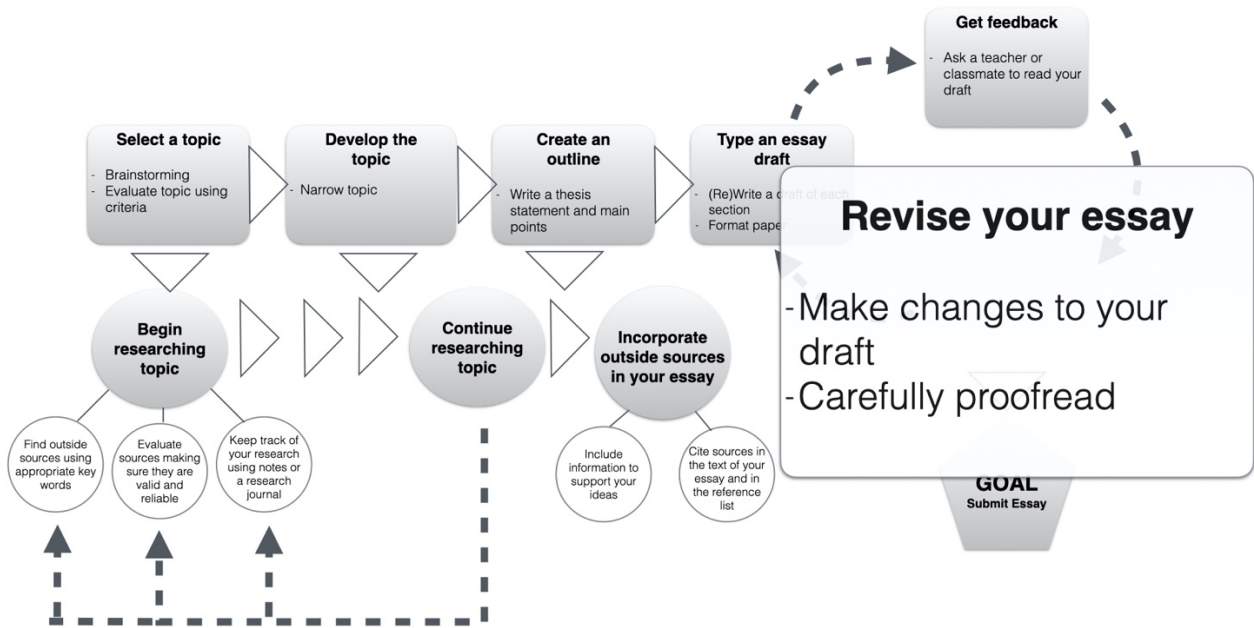 Get feedback
- Ask a teacher or
classmate to read your
draft
Select a topic
- Brainstorming
- Evaluate topic using
criteria
Develop the
topic
- Narrow topic
Create an
outline
- Write a thesis
statement and main
points
Type an essay
draft
- (Re)Write a draft of each
section
- Format paper
Revise your essay
- Make changes to your
draft
- Carefully proofread
Begin
researching
topic
Continue
researching
topic
Incorporate
outside sources
in your essay
Find outside
sources using
appropriate key
words
Evaluate
sources making
sure they are
valid and
reliable
Keep track of
your research
using notes or
a research
journal
Include
information to
support your
ideas
Cite sources in
the text of your
essay and in
the reference
list
GOAL
Submit Essay